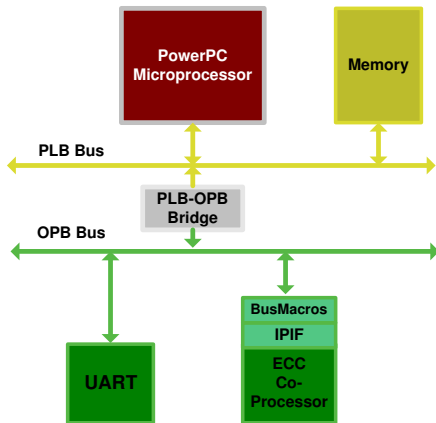 PowerPC
Microprocessor
Memory
PLB Bus
PLB-OPB
Bridge
OPB Bus
BusMacros
IPIF
UART
ECC
Co-
Processor